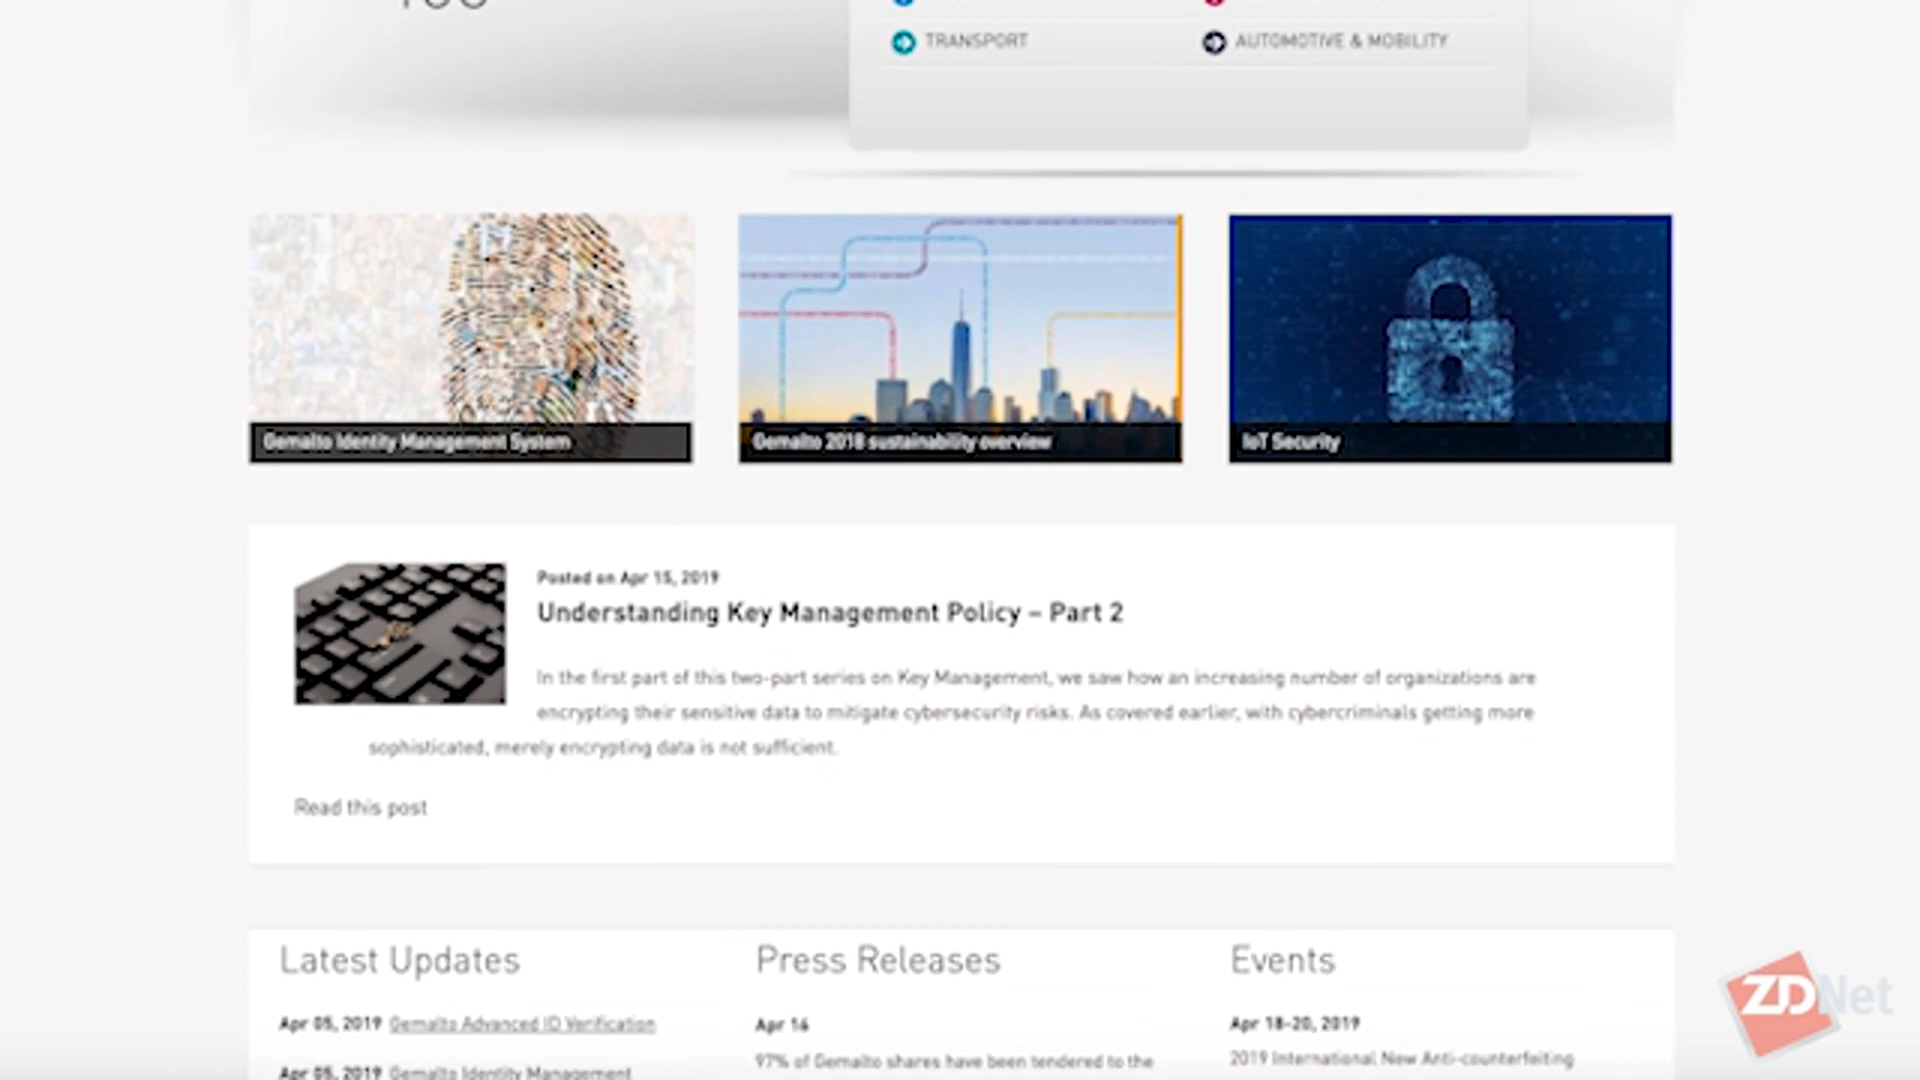 TRANSPORT
AUTOMOTIVE & MOBILITY
Gemalto Identity Management System
Gemalto 2018 sustainability overview
IoT Security
Posted on Apr 15, 2019
Understanding Key Management Policy – Part 2
In the first part of this two-part series on Key Management, we saw how an increasing number of organizations are
encrypting their sensitive data to mitigate cybersecurity risks. As covered earlier, with cybercriminals getting more
sophisticated, merely encrypting data is not sufficient.
Read this post
Latest Updates
Apr 05, 2019 Gemalto Advanced ID Verification
Apr 05, 2019 Gemalto Identity Management
Press Releases
Apr 16
97% of Gemalto shares have been tendered to the
Events
Apr 18-20, 2019
2019 International New Anti-counterfeiting
ZDNet